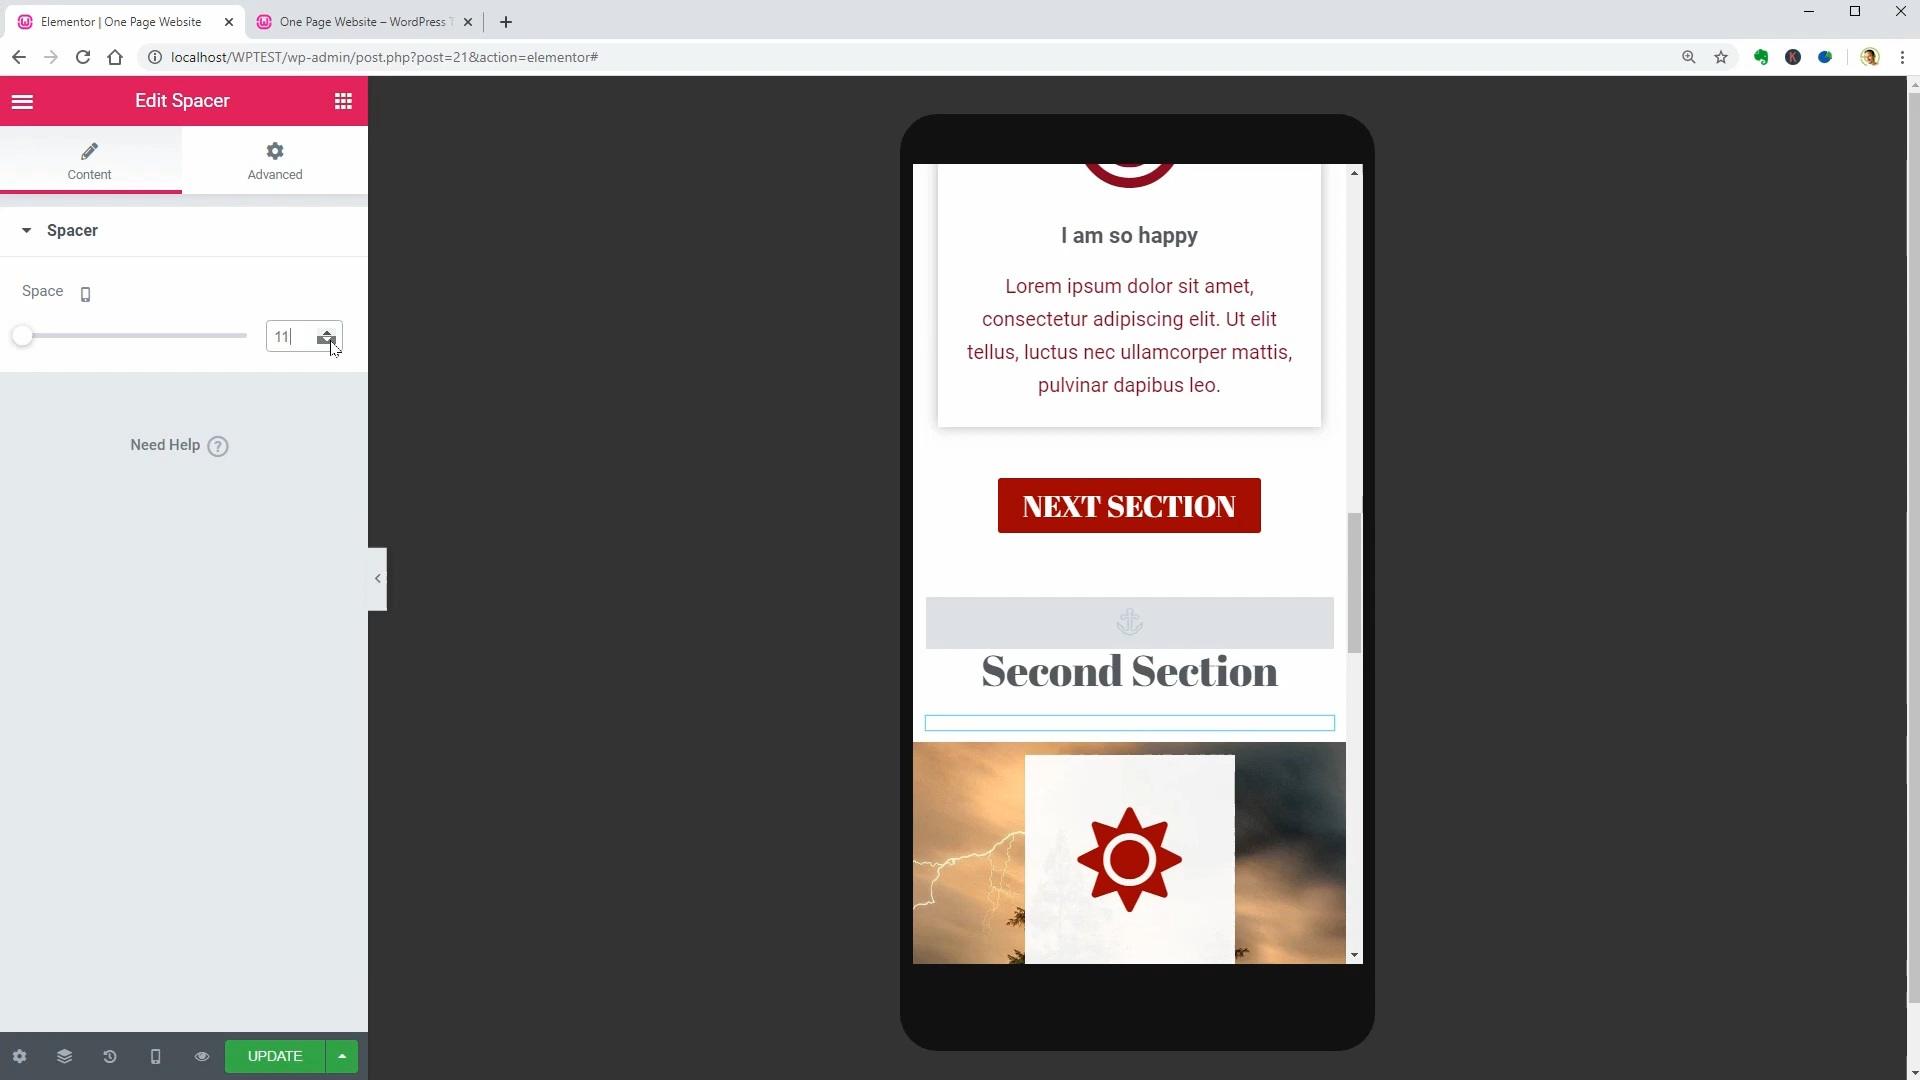 Elementor | One Page Website
One Page Website – WordPress T
localhost/WPTEST/wp-admin/post.php?post=21&action=elementor#
K
Edit Spacer
Content
Advanced
Spacer
Space
11
Need Help ?
UPDATE
I am so happy
Lorem ipsum dolor sit amet,
consectetur adipiscing elit. Ut elit
tellus, luctus nec ullamcorper mattis,
pulvinar dapibus leo.
NEXT SECTION
Second Section